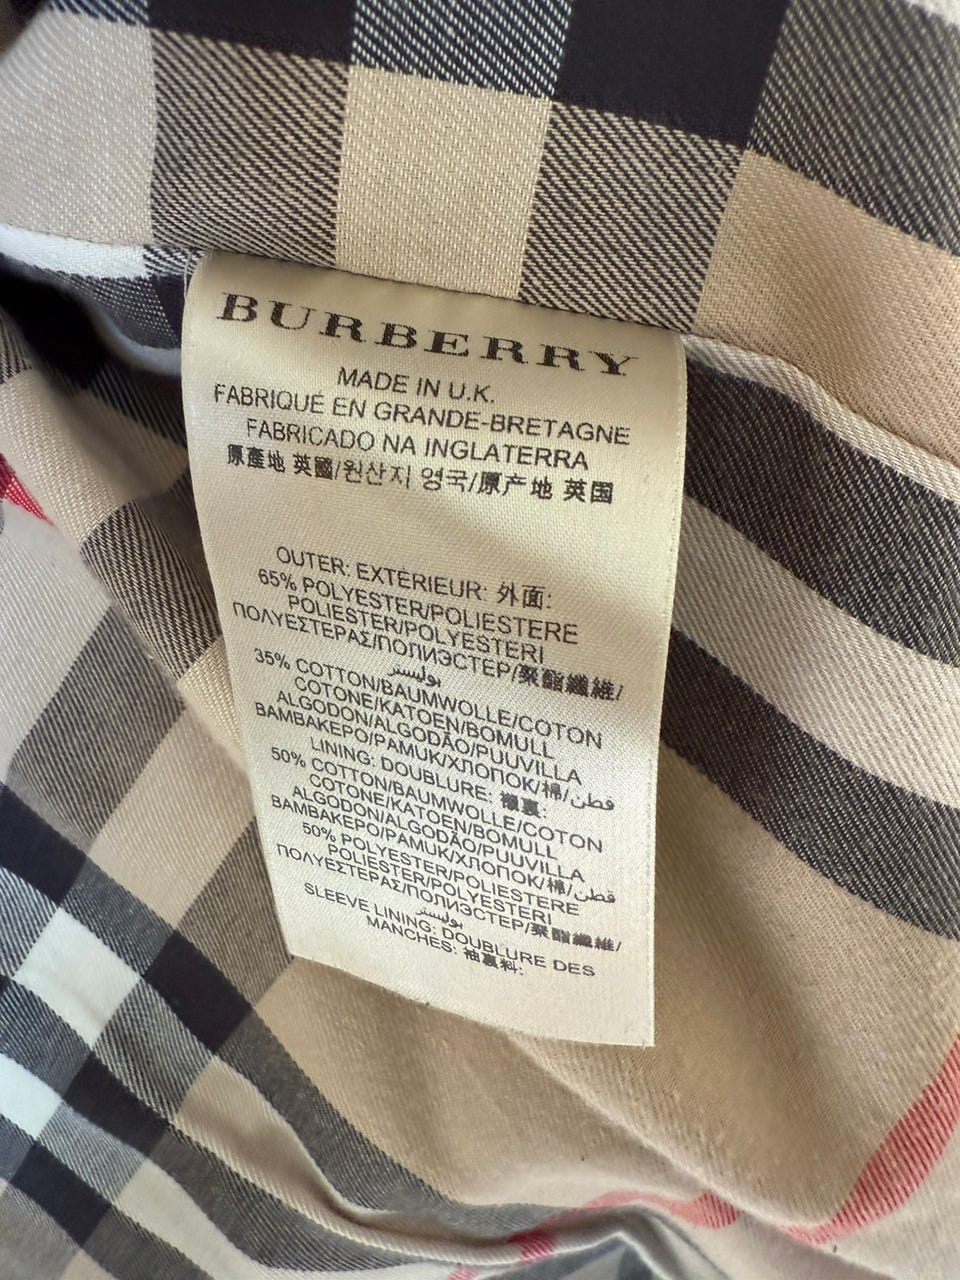 BURBERRY
MADE IN U.K.
FABRIQUÉ EN GRANDE-BRETAGNE
FABRICADO NA INGLATERRA
原產地 英國/원산지 영국/原产地 英国
OUTER: EXTÉRIEUR: 外面:
65% POLYESTER/POLIESTERE
POLIESTER/POLYESTERI
ΠΟΛΥΕΣΤΕΡΑΣ/ПОЛИЭСТЕР/聚酯纖維/
بوليستر
35% COTTON/BAUMWOLLE/COTON
COTONE/KATOEN/BOMULL
ALGODON/ALGODÃO/PUUVILLA
BAMBAKEPO/PAMUK/ХЛОПОК/棉/قطن
LINING: DOUBLURE: 襯裏:
50% COTTON/BAUMWOLLE/COTON
COTONE/KATOEN/BOMULL
ALGODON/ALGODÃO/PUUVILLA
BAMBAKEPO/PAMUK/ХЛОПОК/棉/قطن
50% POLYESTER/POLIESTERE
POLIESTER/POLYESTERI
ΠΟΛΥΕΣΤΕΡΑΣ/ПОЛИЭСТЕР/聚酯纖維/
بوليستر
SLEEVE LINING: DOUBLURE DES
MANCHES: 袖裏料: